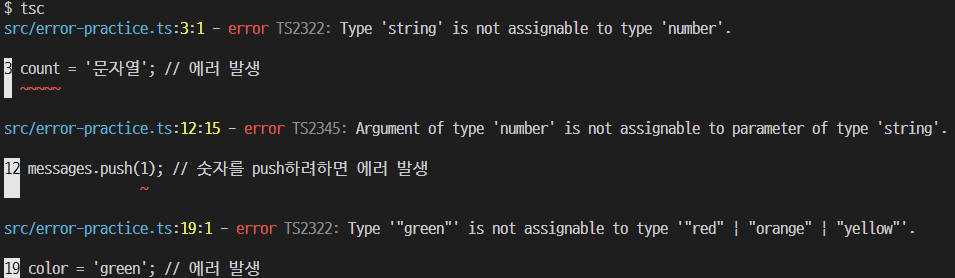 $ tsc
src/error-practice.ts:3:1 - error TS2322: Type 'string' is not assignable to type 'number'.
3 count = '문자열'; // 에러 발생
~~~~~
src/error-practice.ts:12:15 - error TS2345: Argument of type 'number' is not assignable to parameter of type 'string'.
12 messages.push(1); // 숫자를 push하려하면 에러 발생
~
src/error-practice.ts:19:1 - error TS2322: Type '"green"' is not assignable to type '"red" | "orange" | "yellow"'.
19 color = 'green'; // 에러 발생